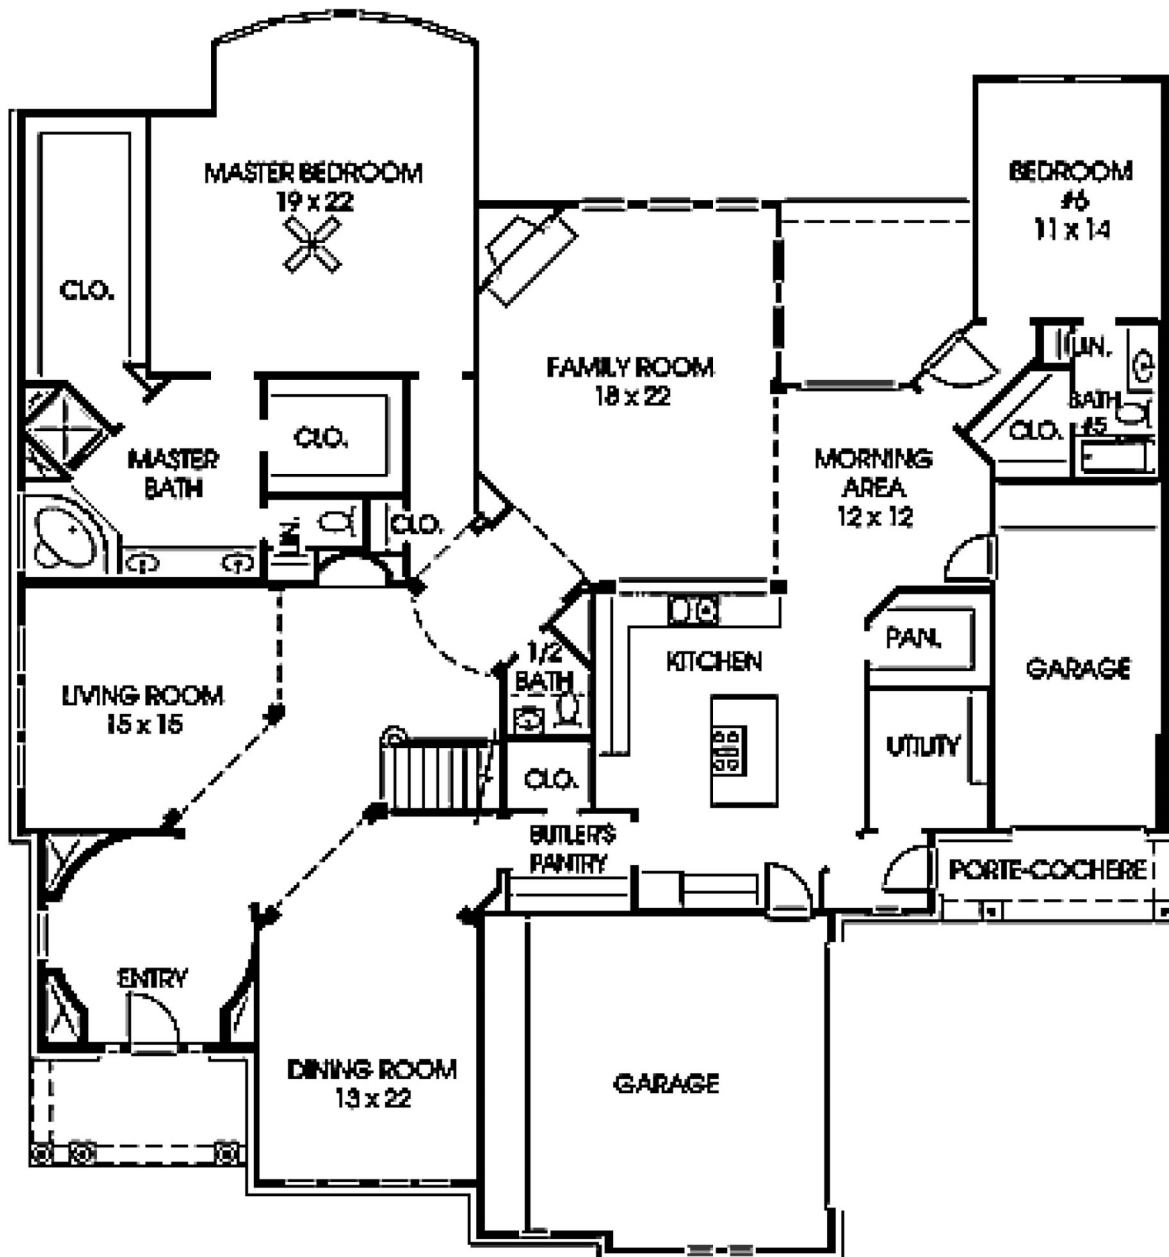 MASTER BEDROOM
19 x 22
BEDROOM
#6
11 x 14
CLO.
FAMILY ROOM
18 x 22
LIN.
BATH
#5
CLO.
CLO.
MASTER
BATH
MORNING
AREA
12 x 12
LIN.
CLO.
1/2
BATH
KITCHEN
PAN.
GARAGE
LIVING ROOM
15 x 15
UTILITY
CLO.
BUTLER'S
PANTRY
PORTE-COCHERE
ENTRY
DINING ROOM
13 x 22
GARAGE